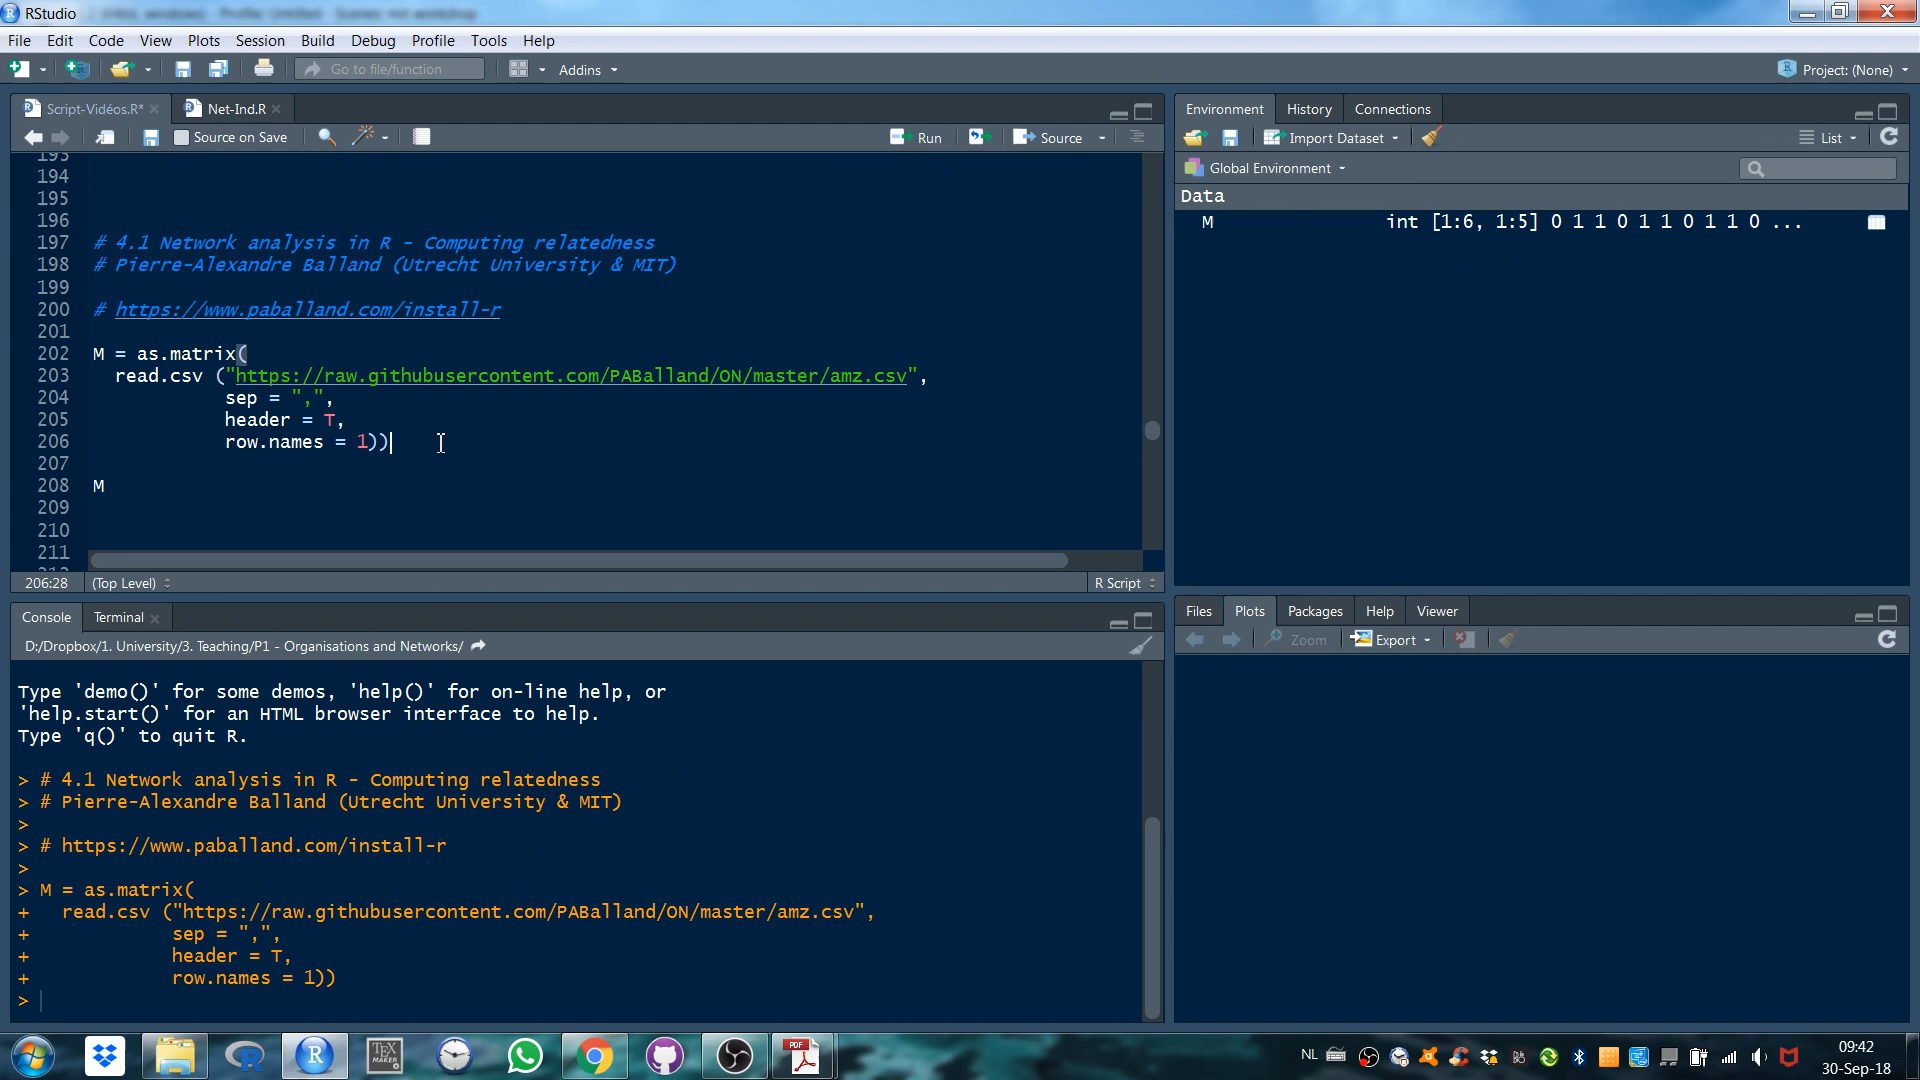 RStudio
File Edit Code View Plots Session Build Debug Profile Tools Help
Go to file/function Addins Project: (None)
Script-Vidéos.R* Net-Ind.R
Source on Save Run Source
193
194
195
196
197 # 4.1 Network analysis in R - Computing relatedness
198 # Pierre-Alexandre Balland (Utrecht University & MIT)
199
200 # https://www.paballand.com/install-r
201
202 M = as.matrix(
203 read.csv ("https://raw.githubusercontent.com/PABalland/ON/master/amz.csv",
204 sep = ",",
205 header = T,
206 row.names = 1))
207
208 M
209
210
211
206:28 (Top Level) R Script
Console Terminal
D:/Dropbox/1. University/3. Teaching/P1 - Organisations and Networks/
Type 'demo()' for some demos, 'help()' for on-line help, or
'help.start()' for an HTML browser interface to help.
Type 'q()' to quit R.
> # 4.1 Network analysis in R - Computing relatedness
> # Pierre-Alexandre Balland (Utrecht University & MIT)
>
> # https://www.paballand.com/install-r
>
> M = as.matrix(
+ read.csv ("https://raw.githubusercontent.com/PABalland/ON/master/amz.csv",
+ sep = ",",
+ header = T,
+ row.names = 1))
>
Environment History Connections
Import Dataset List
Global Environment
Data
M int [1:6, 1:5] 0 1 1 0 1 1 0 1 1 0 ...
Files Plots Packages Help Viewer
Zoom Export
NL
09:42
30-Sep-18